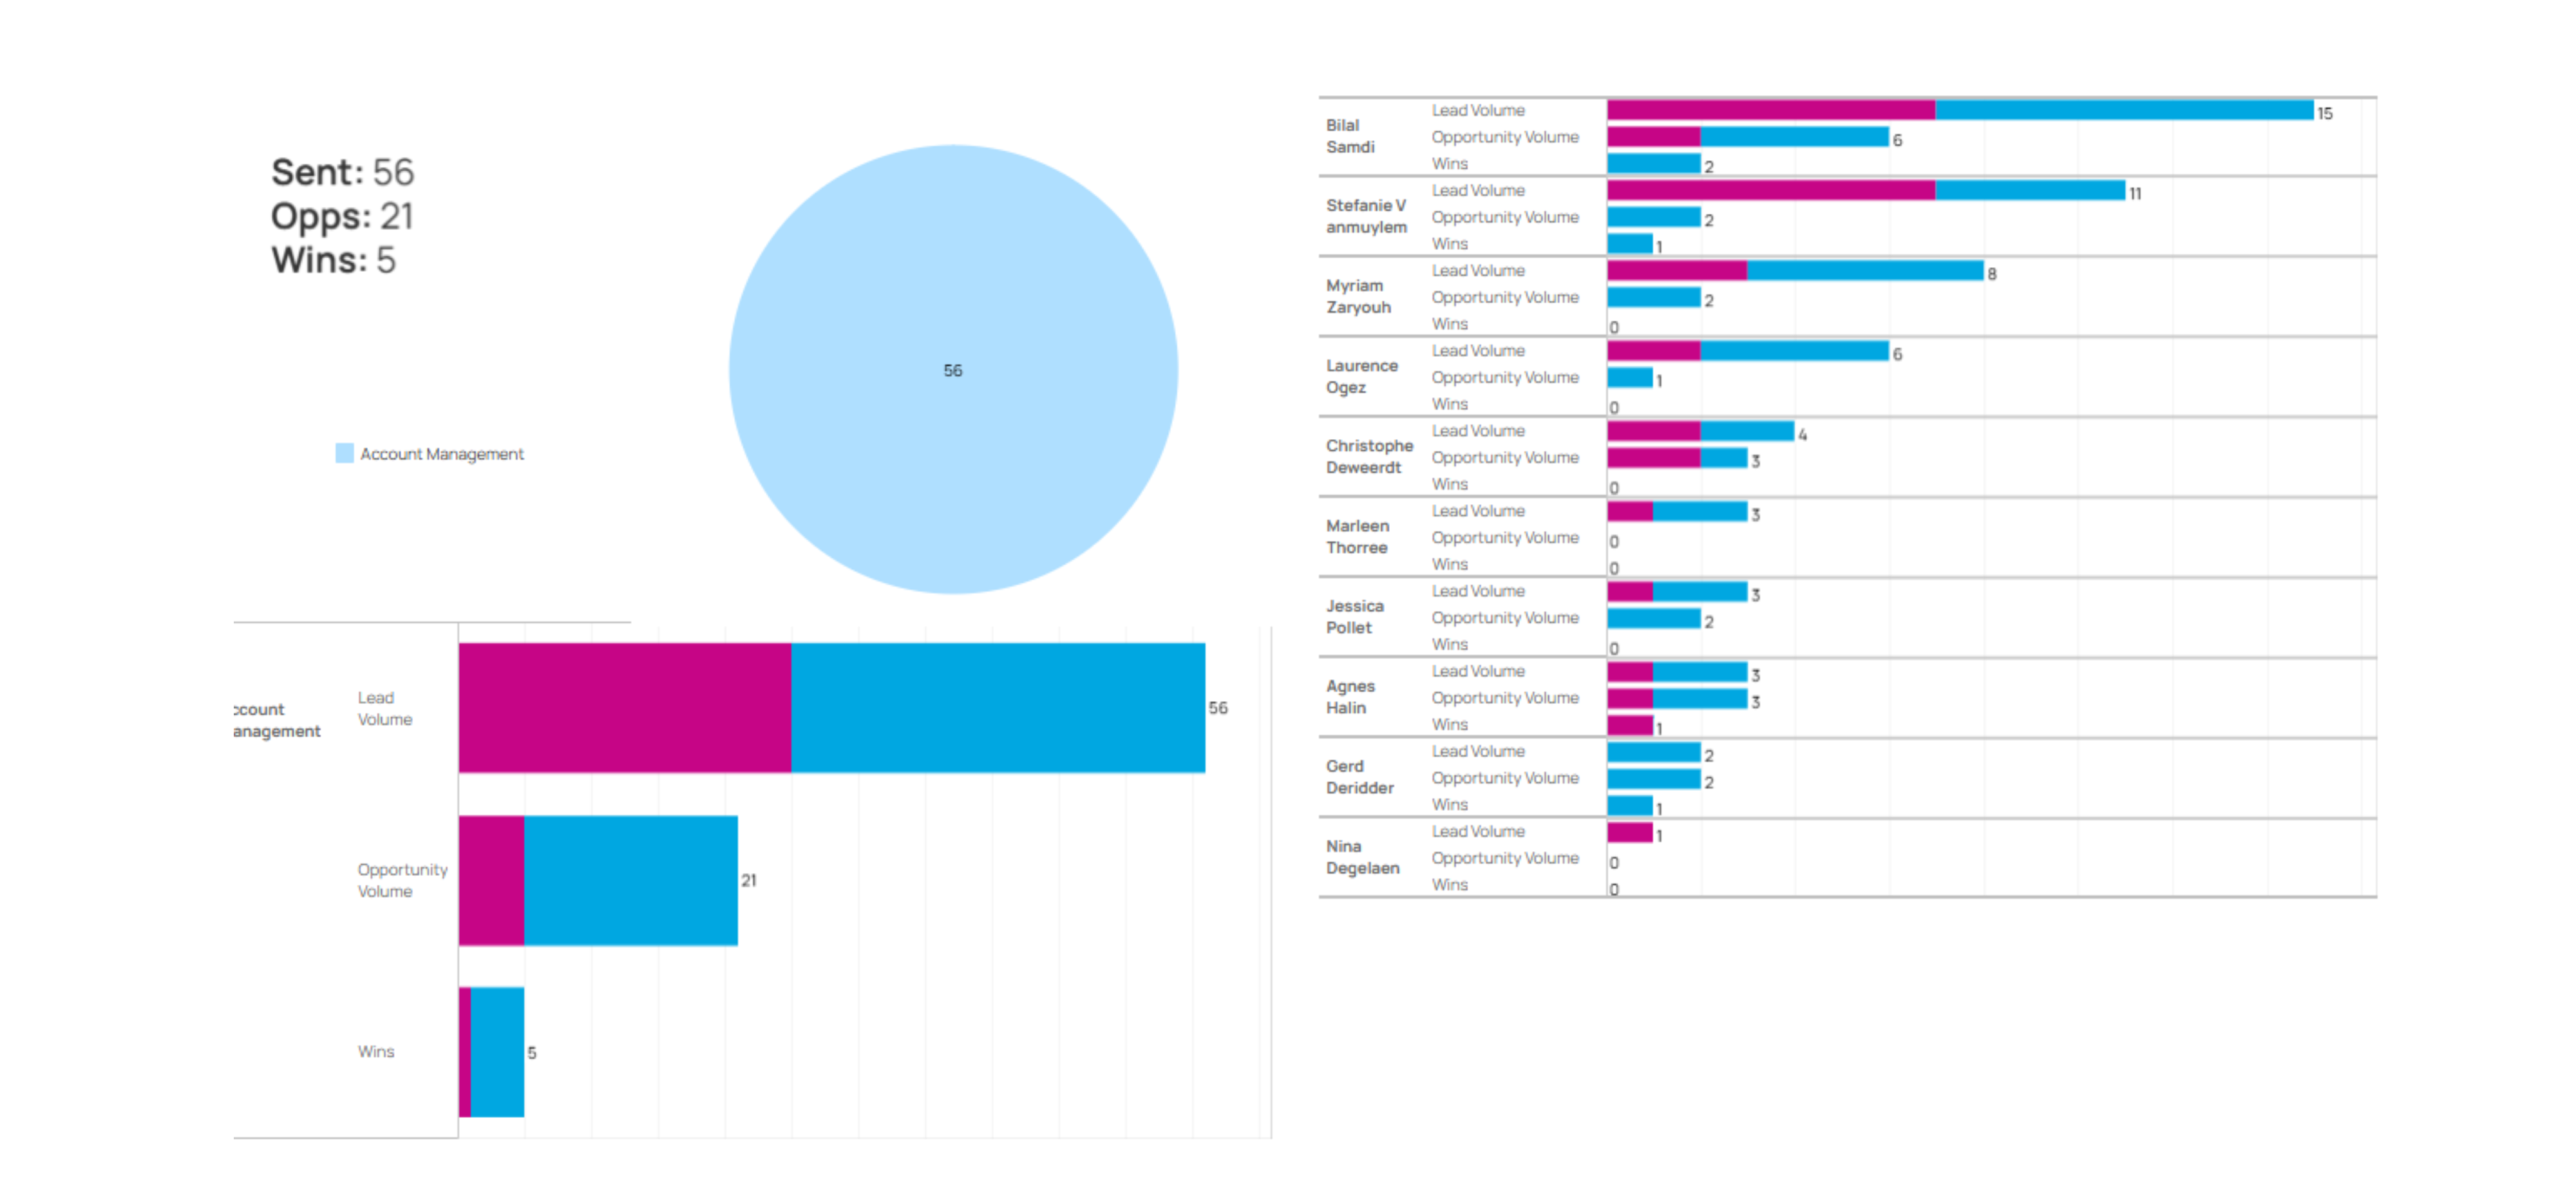 Sent: 56
Opps: 21
Wins: 5
56
Account Management
ccount
anagement
Lead
Volume
56
Opportunity
Volume
21
Wins
5
Bilal
Samdi
Lead Volume
15
Opportunity Volume
6
Wins
2
Stefanie V
anmuylem
Lead Volume
11
Opportunity Volume
2
Wins
1
Myriam
Zaryouh
Lead Volume
8
Opportunity Volume
2
Wins
0
Laurence
Ogez
Lead Volume
6
Opportunity Volume
1
Wins
0
Christophe
Deweerdt
Lead Volume
4
Opportunity Volume
3
Wins
0
Marleen
Thorree
Lead Volume
3
Opportunity Volume
0
Wins
0
Jessica
Pollet
Lead Volume
3
Opportunity Volume
2
Wins
0
Agnes
Halin
Lead Volume
3
Opportunity Volume
3
Wins
1
Gerd
Deridder
Lead Volume
2
Opportunity Volume
2
Wins
1
Nina
Degelaen
Lead Volume
1
Opportunity Volume
0
Wins
0